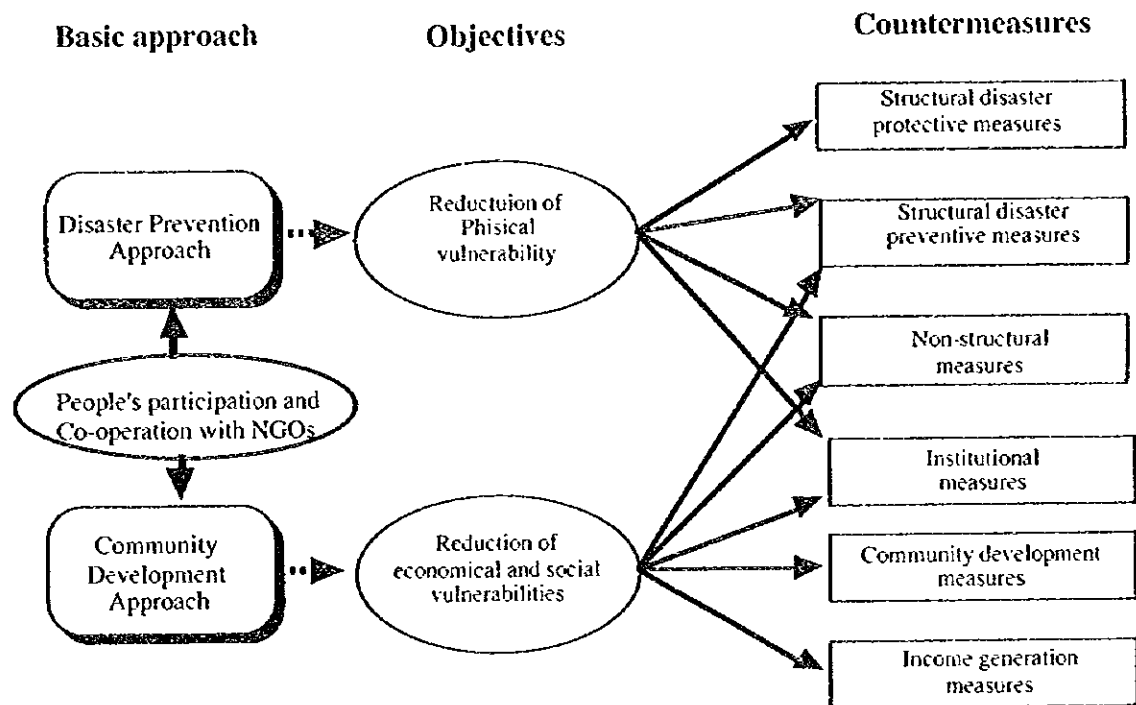 Basic approach
Objectives
Countermeasures
Disaster Prevention
Approach
People's participation and
Co-operation with NGOs
Community
Development
Approach
Reductuion of
Phisical
vulnerability
Reduction of
economical and social
vulnerabilities
Structural disaster
protective measures
Structural disaster
preventive measures
Non-structural
measures
Institutional
measures
Community development
measures
Income generation
measures